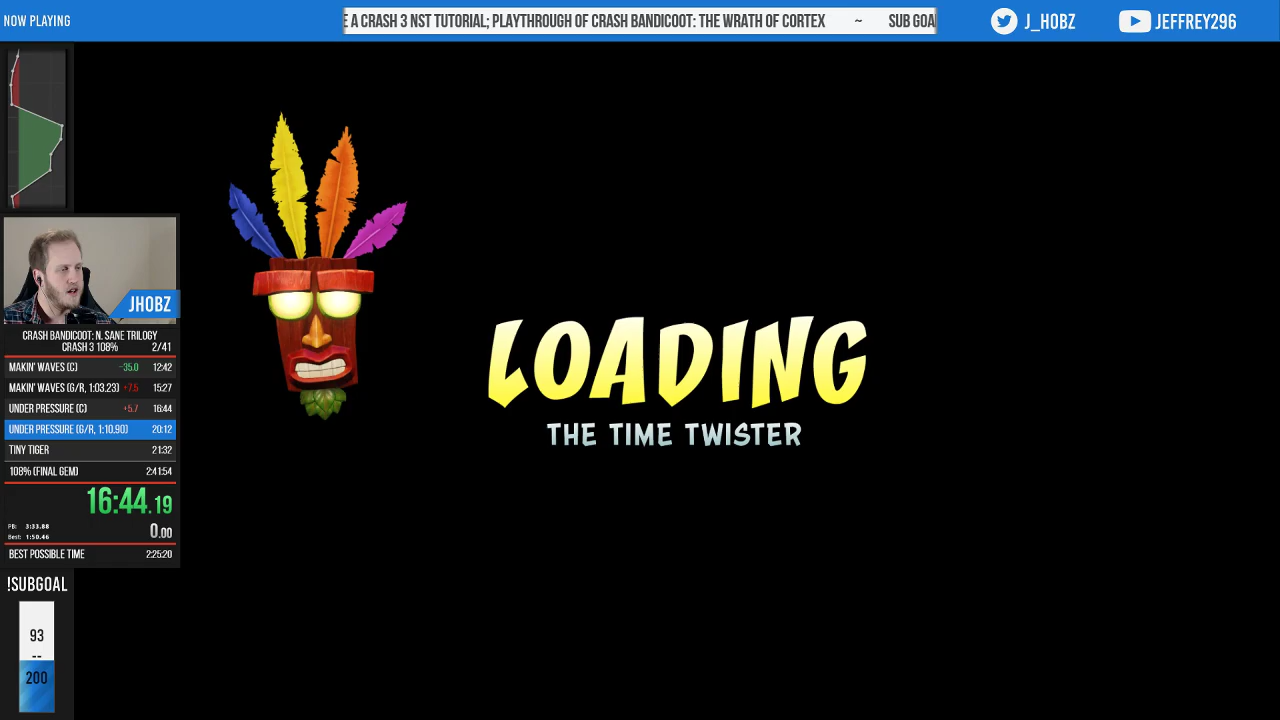 NOW PLAYING
E A CRASH 3 NST TUTORIAL; PLAYTHROUGH OF CRASH BANDICOOT: THE WRATH OF CORTEX ~ SUB GOA
J_HOBZ
JEFFREY296
JHOBZ
CRASH BANDICOOT: N. SANE TRILOGY
CRASH 3 108% 2/41
MAKIN' WAVES (C) -35.0 12:42
MAKIN' WAVES (G/R, 1:03.23) +7.5 15:27
UNDER PRESSURE (C) +5.7 16:44
UNDER PRESSURE (G/R, 1:10.90) 20:12
TINY TIGER 21:32
108% (FINAL GEM) 2:41:54
16:44.19
PB: 3:33.88
0.00
Best: 1:50.46
BEST POSSIBLE TIME 2:25:20
!SUBGOAL
93
--
200
LOADING
THE TIME TWISTER